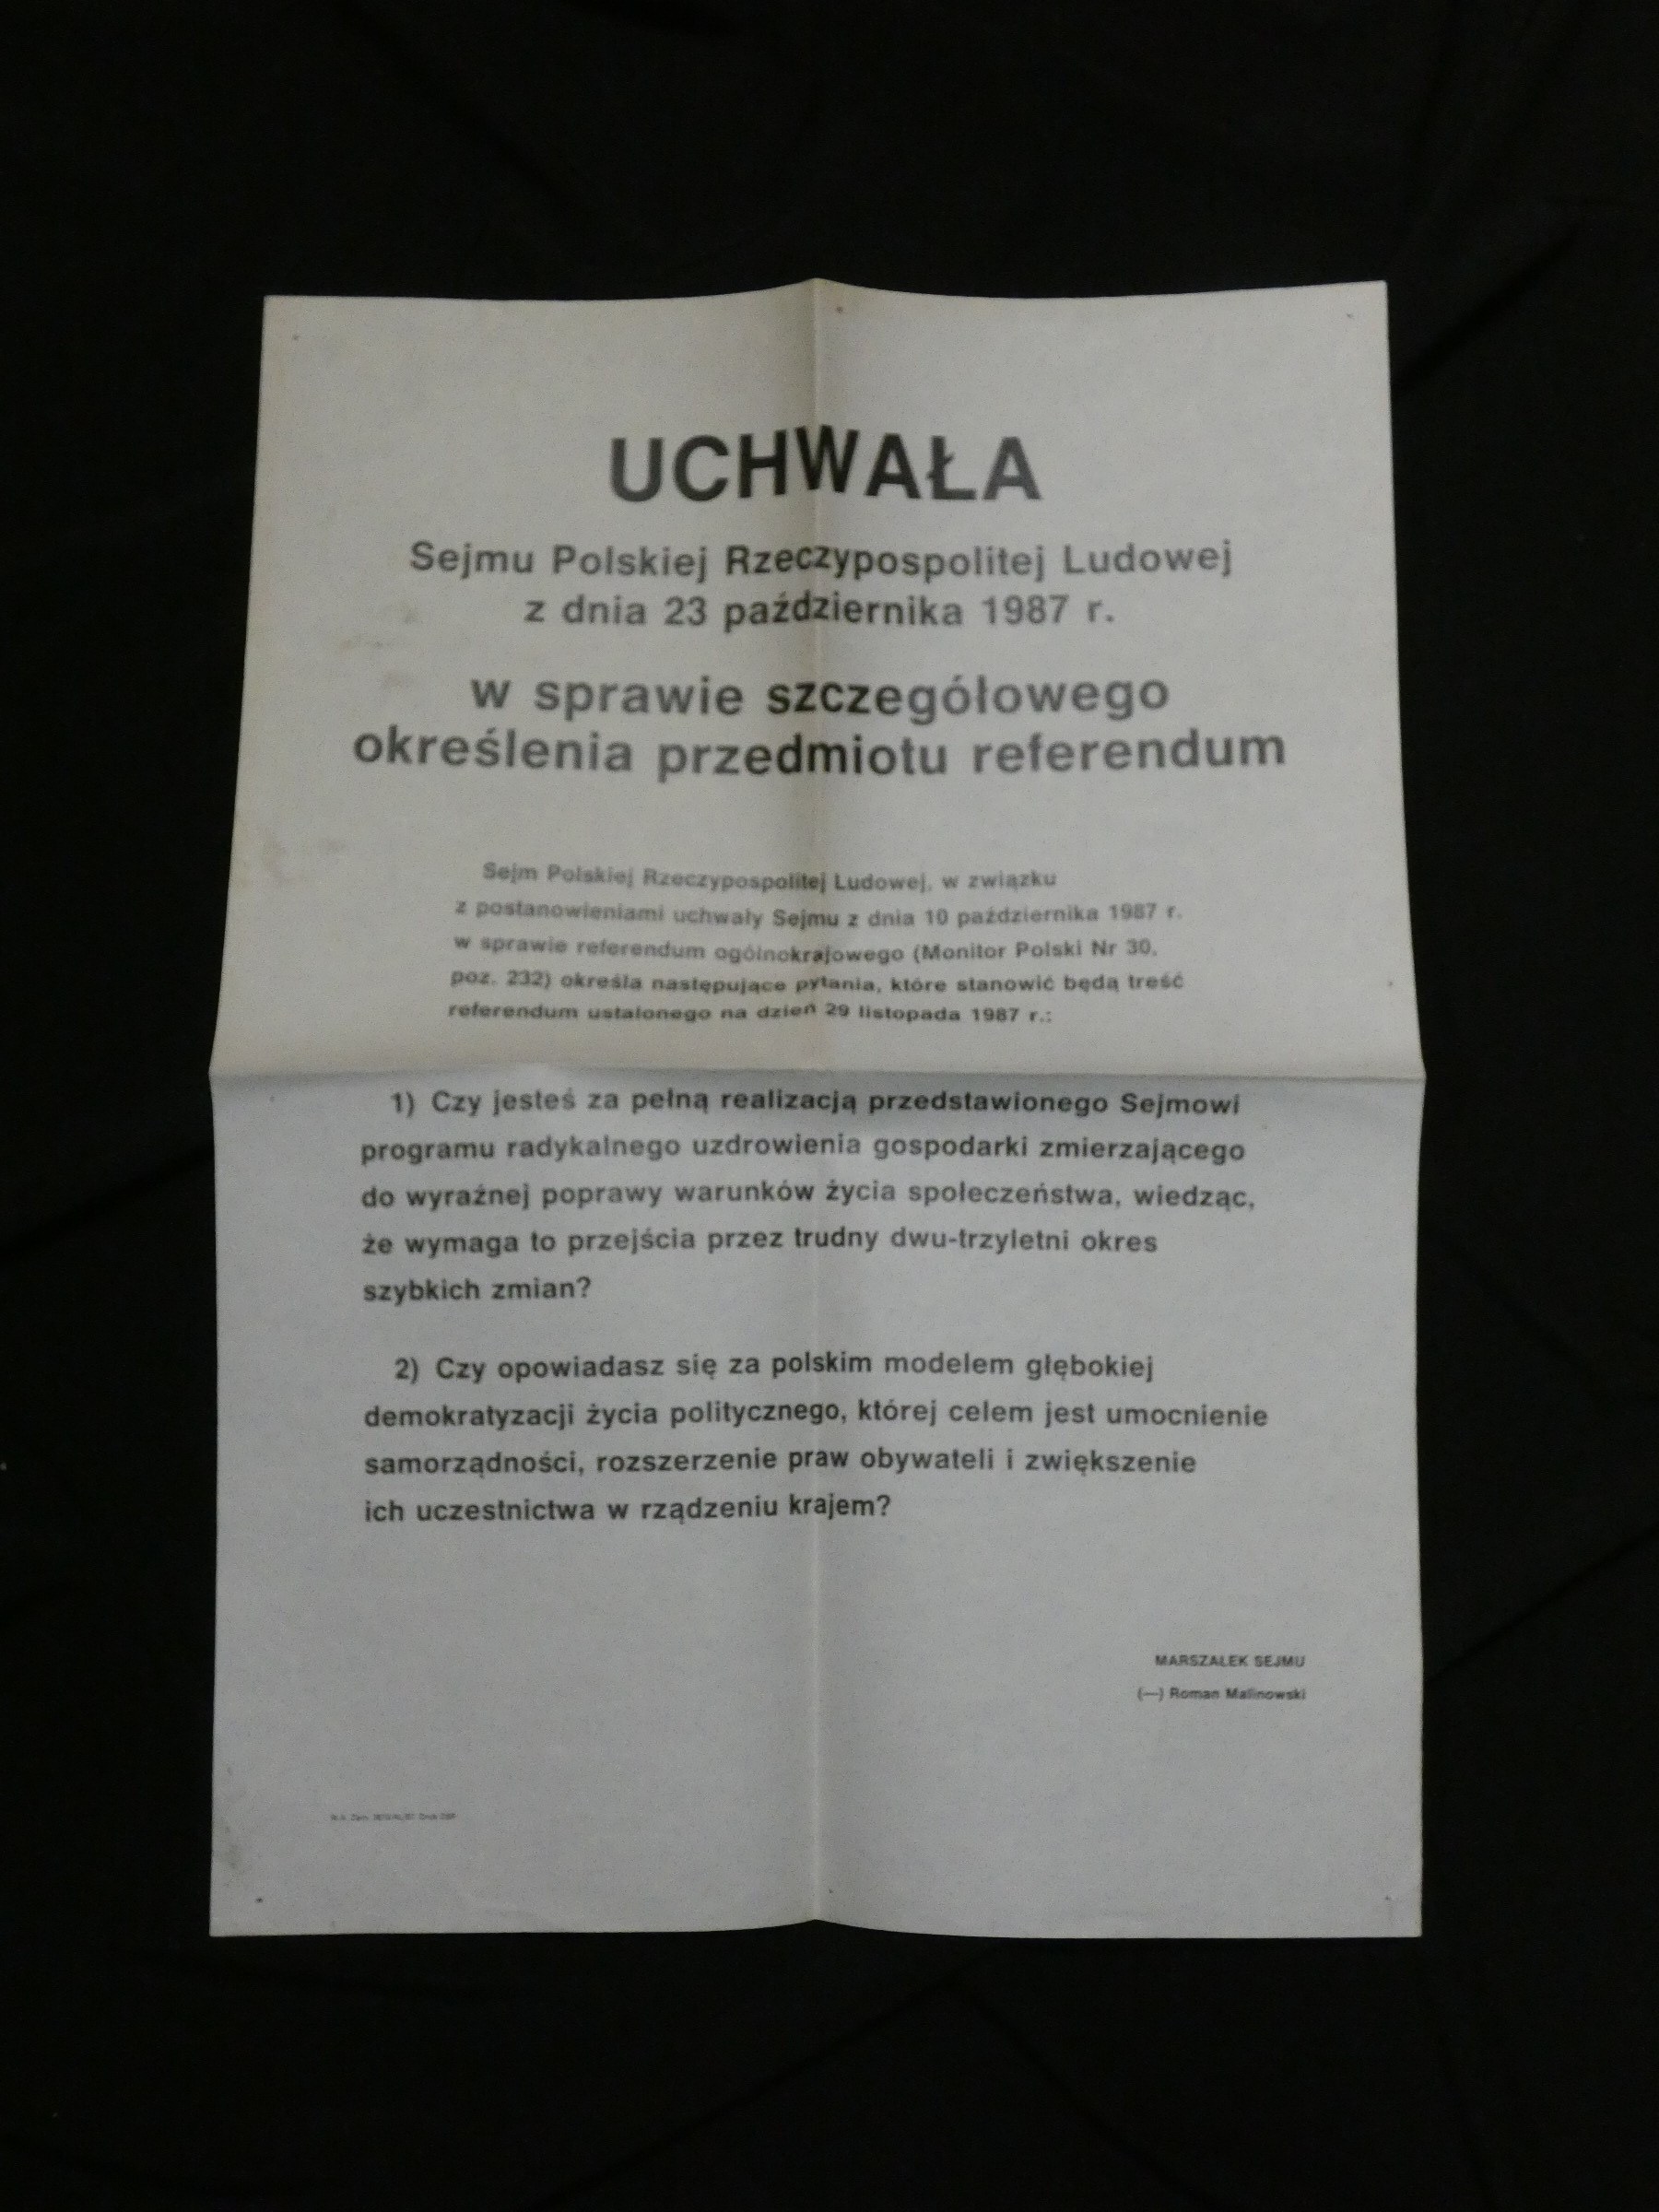 UCHWAŁA
Sejmu Polskiej Rzeczypospolitej Ludowej
z dnia 23 października 1987 r.
w sprawie szczegółowego
określenia przedmiotu referendum
Sejm Polskiej Rzeczypospolitej Ludowej, w związku
z postanowieniami uchwały Sejmu z dnia 10 października 1987 r.
w sprawie referendum ogólnokrajowego (Monitor Polski Nr 30,
poz. 232) określa następujące pytania, które stanowić będą treść
referendum ustalonego na dzień 29 listopada 1987 r.:
1) Czy jesteś za pełną realizacją przedstawionego Sejmowi
programu radykalnego uzdrowienia gospodarki zmierzającego
do wyraźnej poprawy warunków życia społeczeństwa, wiedząc,
że wymaga to przejścia przez trudny dwu-trzyletni okres
szybkich zmian?
2) Czy opowiadasz się za polskim modelem głębokiej
demokratyzacji życia politycznego, której celem jest umocnienie
samorządności, rozszerzenie praw obywateli i zwiększenie
ich uczestnictwa w rządzeniu krajem?
MARSZAŁEK SEJMU
(—) Roman Malinowski